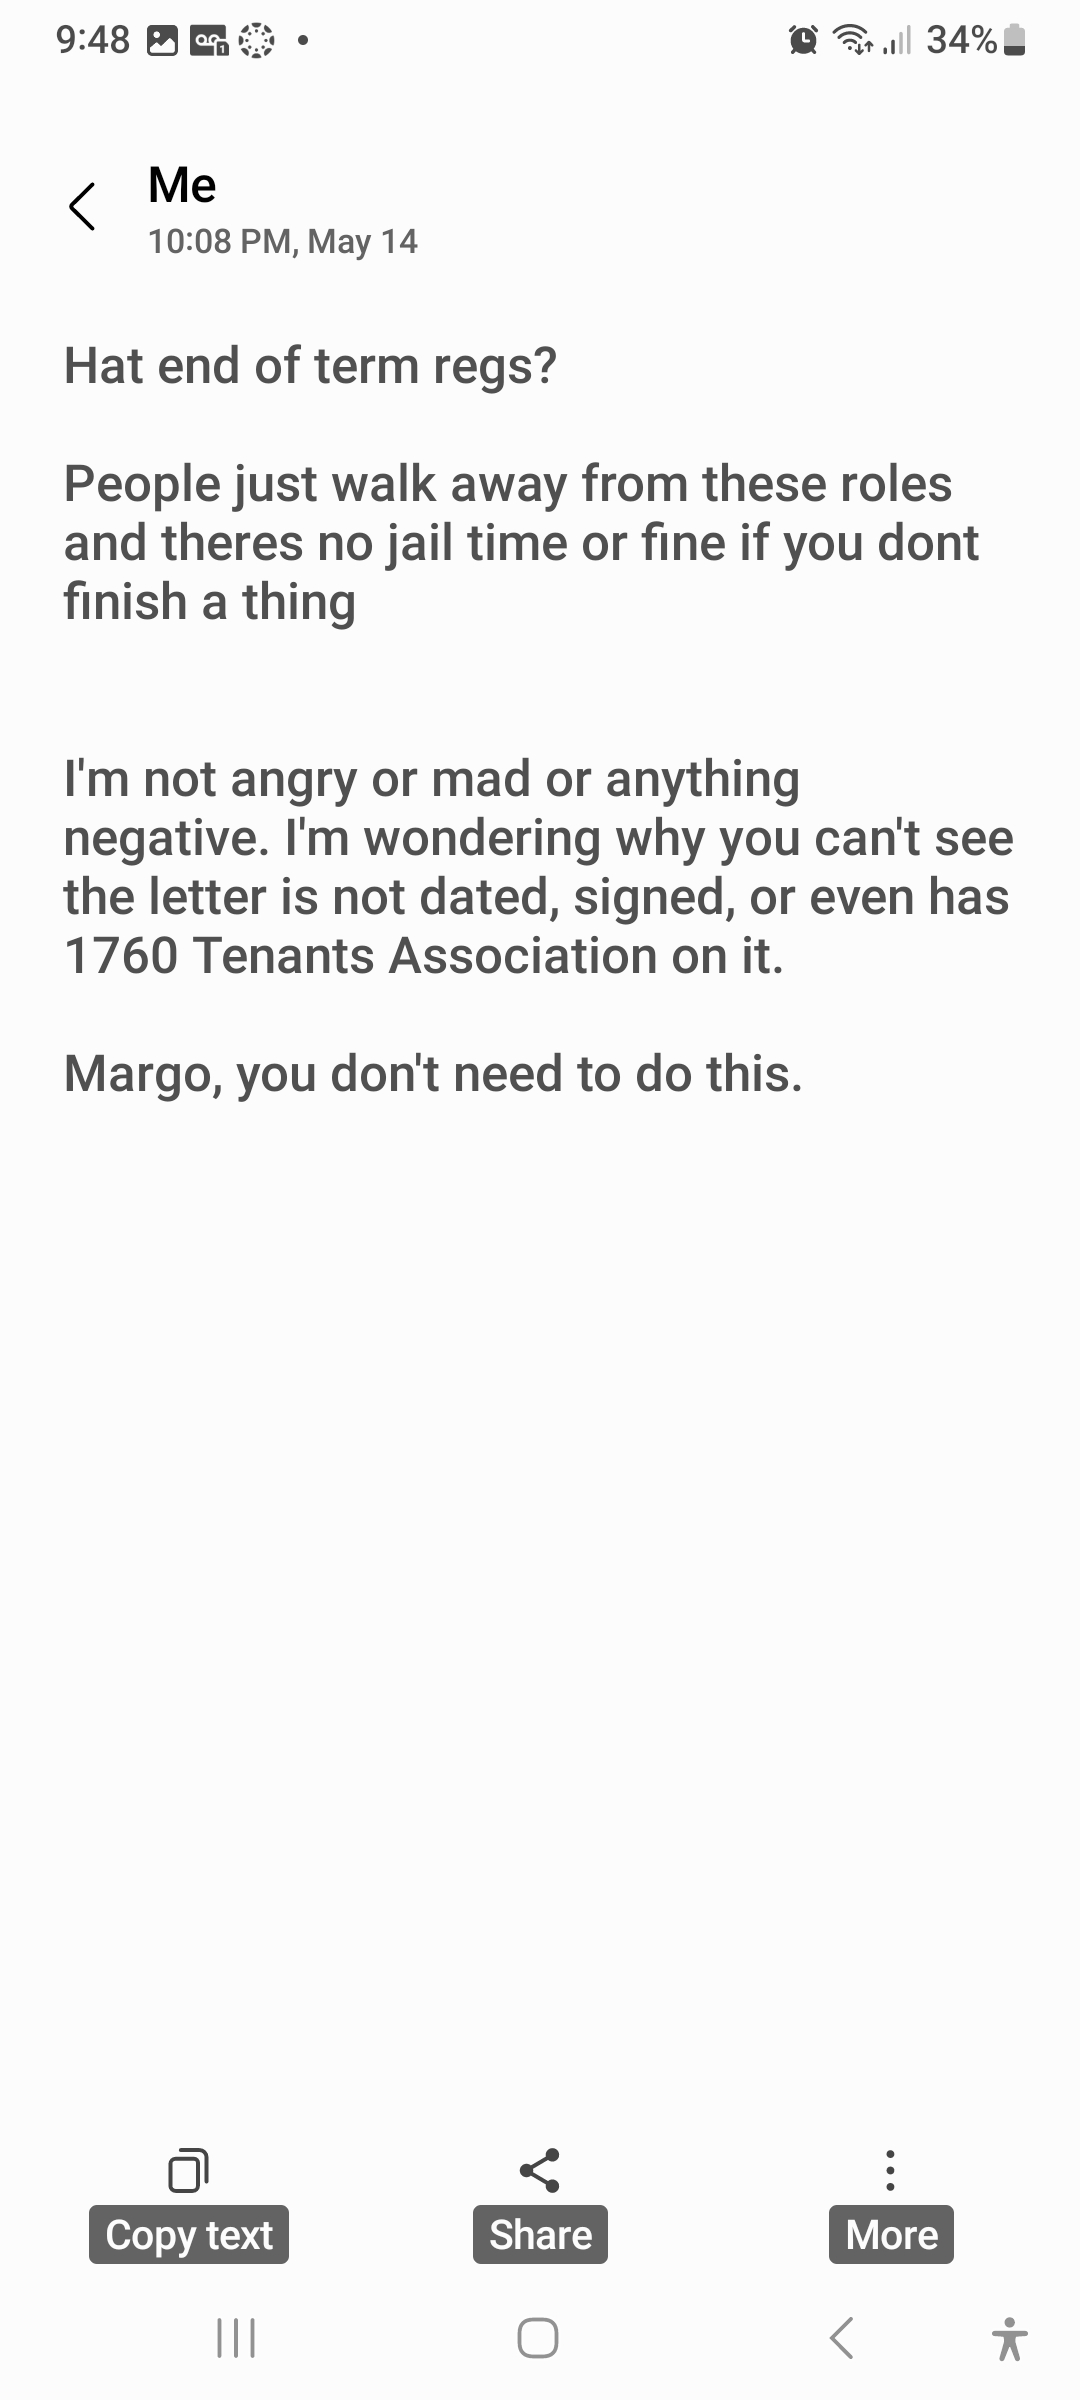 9:48
34%
Me
10:08 PM, May 14
Hat end of term regs?
People just walk away from these roles
and theres no jail time or fine if you dont
finish a thing
I'm not angry or mad or anything
negative. I'm wondering why you can't see
the letter is not dated, signed, or even has
1760 Tenants Association on it.
Margo, you don't need to do this.
Copy text
Share
More